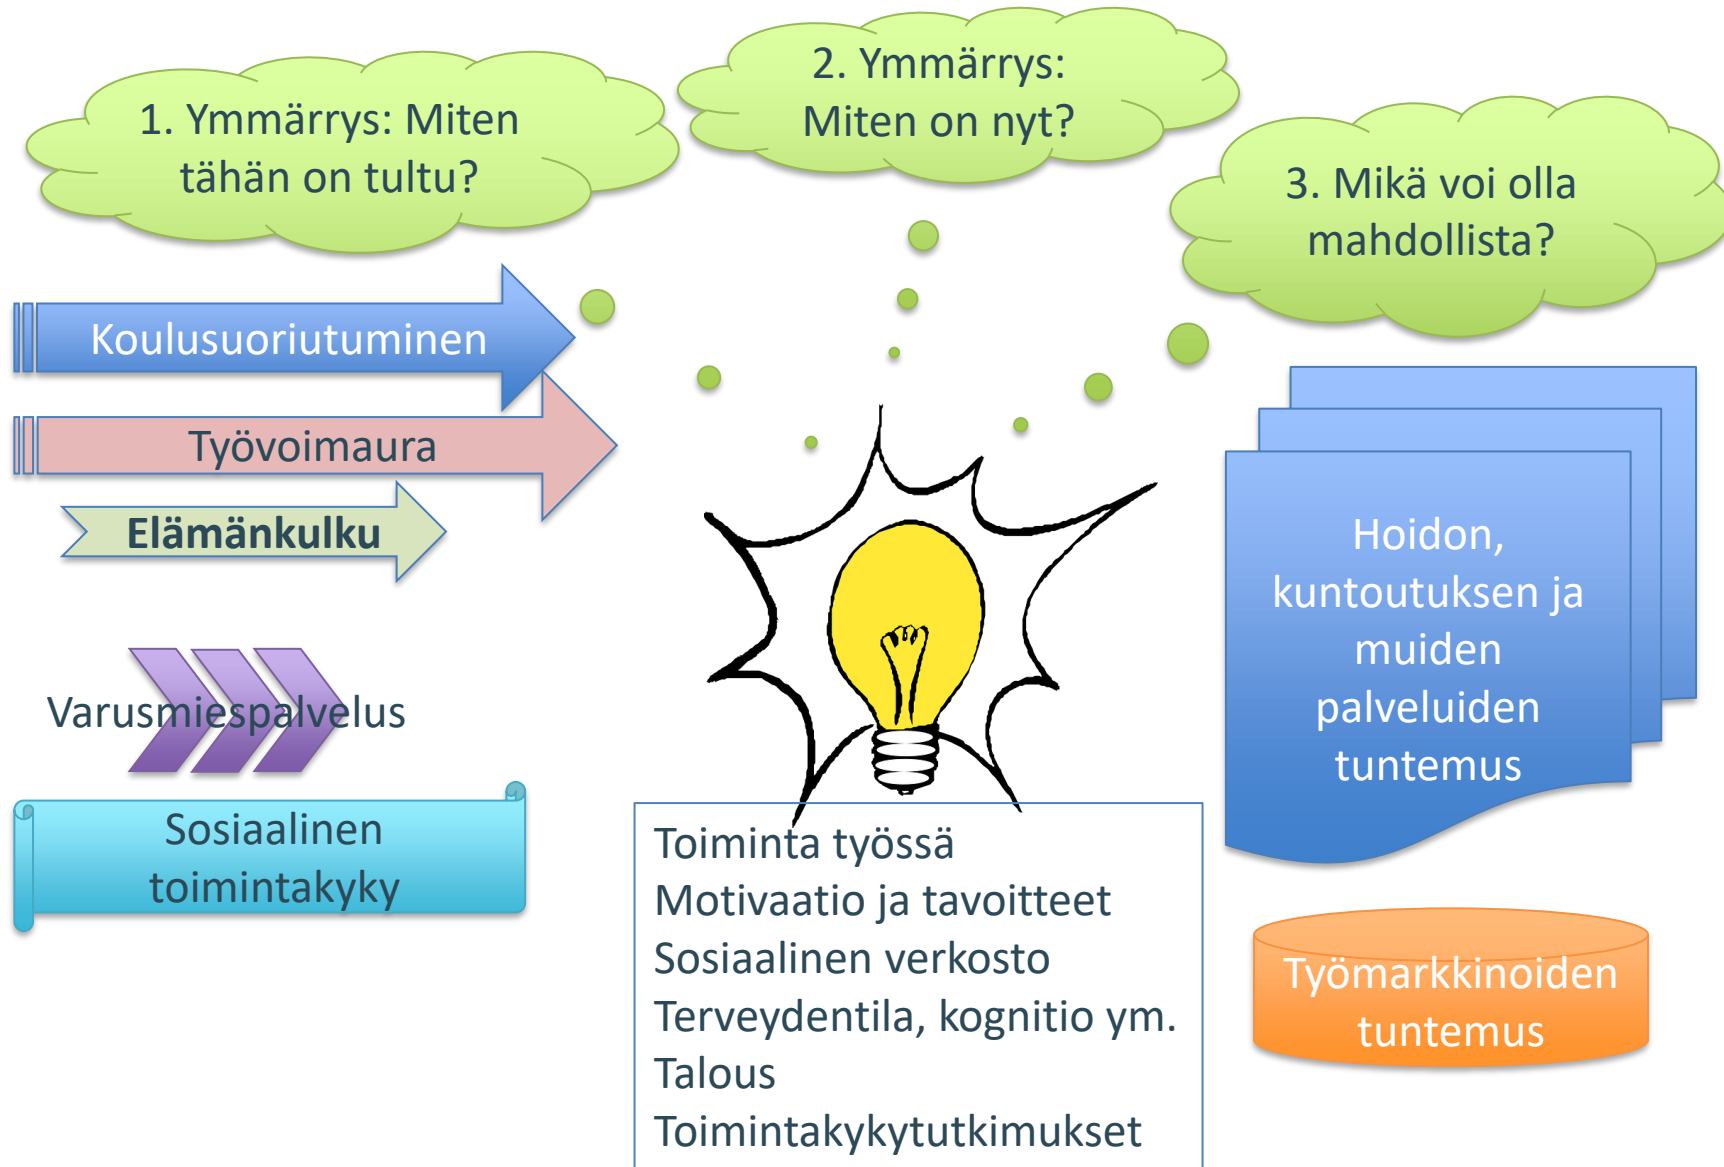 1. Ymmärrys: Miten
tähän on tultu?
2. Ymmärrys:
Miten on nyt?
3. Mikä voi olla
mahdollista?
Koulusuoriutuminen
Työvoimaura
Elämänkulku
Varusmiespalvelus
Sosiaalinen
toimintakyky
Toiminta työssä
Motivaatio ja tavoitteet
Sosiaalinen verkosto
Terveydentila, kognitio ym.
Talous
Toimintakykytutkimukset
Hoidon,
kuntoutuksen ja
muiden
palveluiden
tuntemus
Työmarkkinoiden
tuntemus